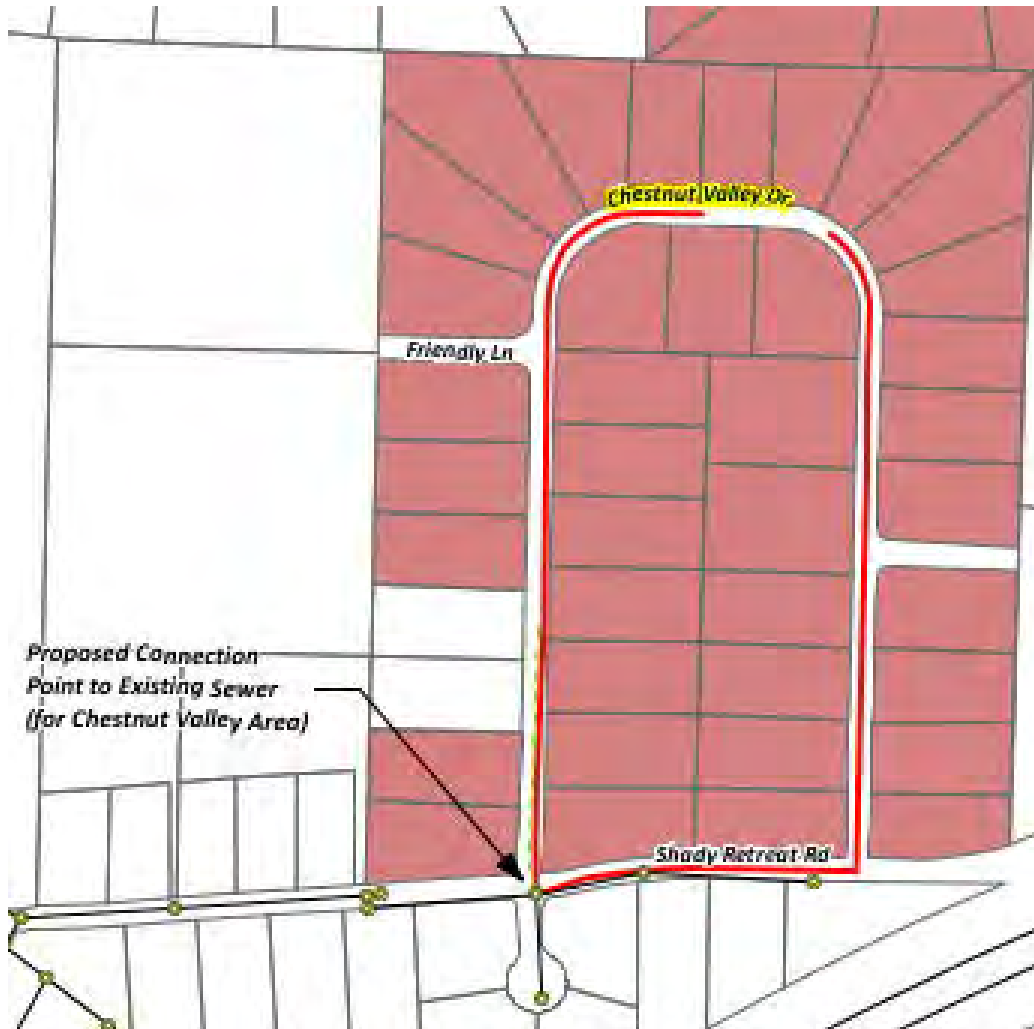 Chestnut Valley Dr
Friendly Ln
Proposed Connection
Point to Existing Sewer
(for Chestnut Valley Area)
Shady Retreat Rd